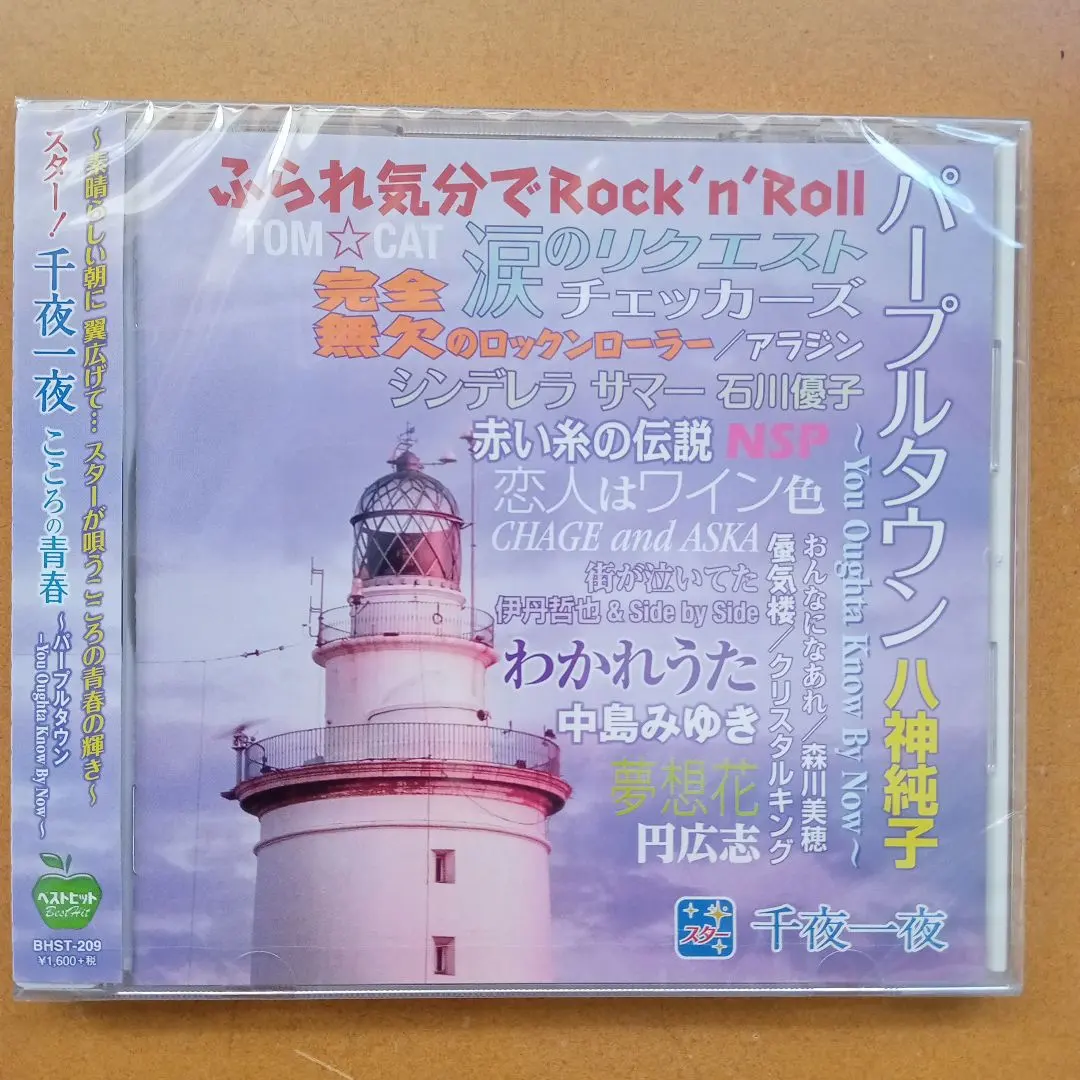 ～素晴らしい朝に 翼広げて… スターが唄うこころの青春の輝き～
スター！ 千夜一夜 こころの青春
～パープルタウン
-You Oughta Know By Now～
ベストヒット
Best Hit
BHST-209
¥1,600+税
ふられ気分でRock'n'Roll
TOM☆CAT
涙のリクエスト
チェッカーズ
完全
無欠のロックンローラー／アラジン
シンデレラ サマー 石川優子
赤い糸の伝説 NSP
恋人はワイン色
CHAGE and ASKA
街が泣いてた
伊丹哲也 & Side by Side
わかれうた
中島みゆき
夢想花
円広志
おんなになあれ／森川美穂
蜃気楼／クリスタルキング
パープルタウン 八神純子
～You Oughta Know By Now～
スター 千夜一夜